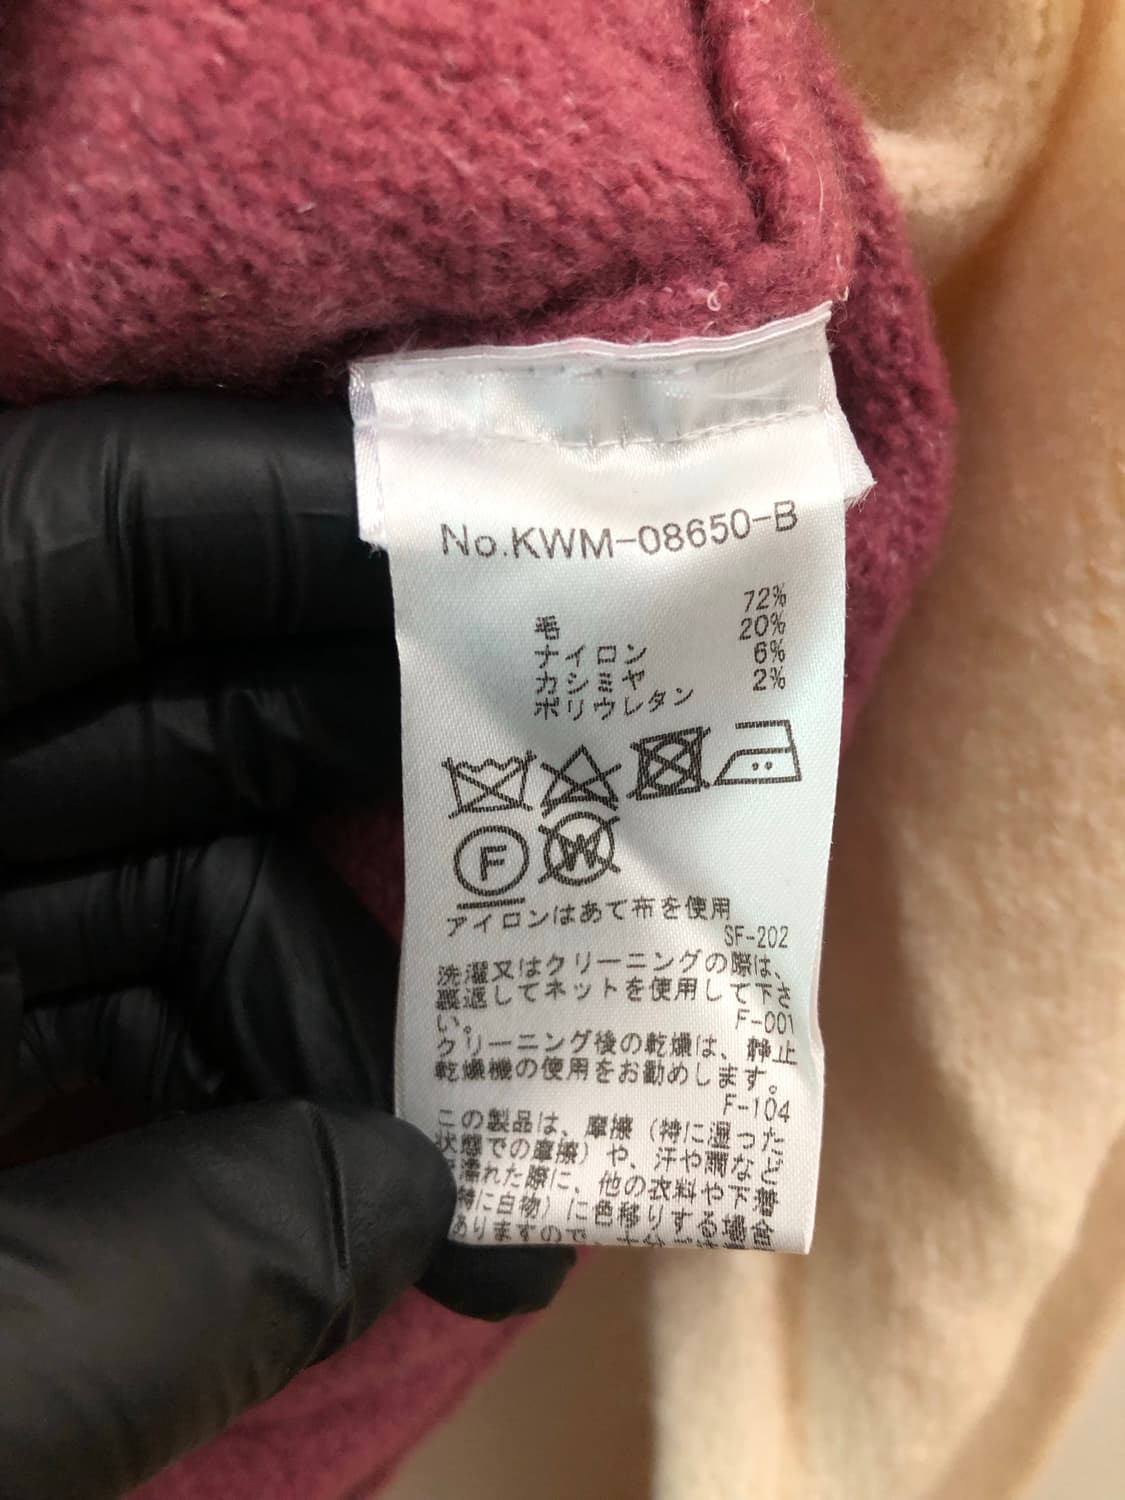 No.KWM-08650-B
毛 72%
ナイロン 20%
カシミヤ 6%
ポリウレタン 2%
F W
アイロンはあて布を使用
SF-202
洗濯又はクリーニングの際は、
裏返してネットを使用して下さ
い。
F-001
クリーニング後の乾燥は、静止
乾燥機の使用をお勧めします。
F-104
この製品は、摩擦(特に湿った
状態での摩擦)や、汗や雨など
濡れた際に、他の衣料や下着
特に白物)に色移りする場合
ありますので